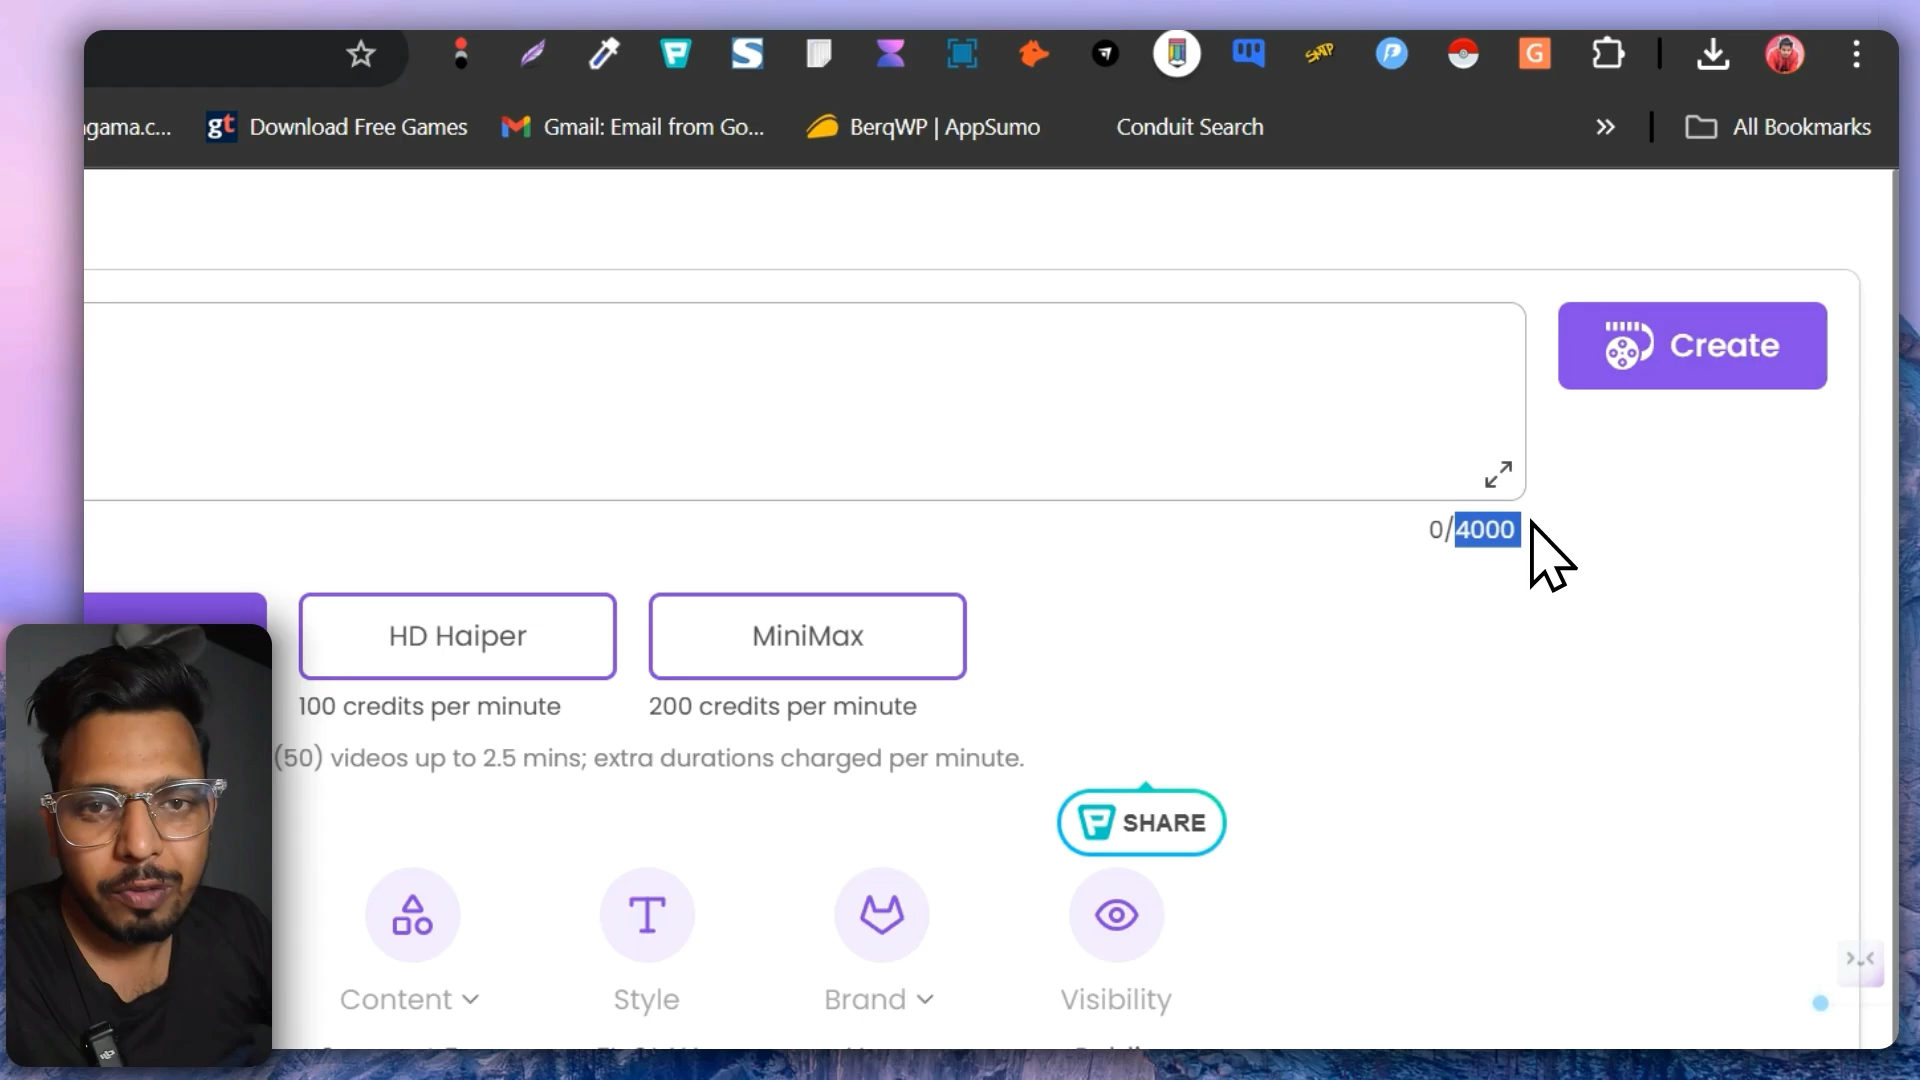 gama.c...
gt Download Free Games
Gmail: Email from Go...
BerqWP | AppSumo
Conduit Search
All Bookmarks
Create
0/4000
HD Haiper
MiniMax
100 credits per minute
200 credits per minute
(50) videos up to 2.5 mins; extra durations charged per minute.
SHARE
Content
Style
Brand
Visibility